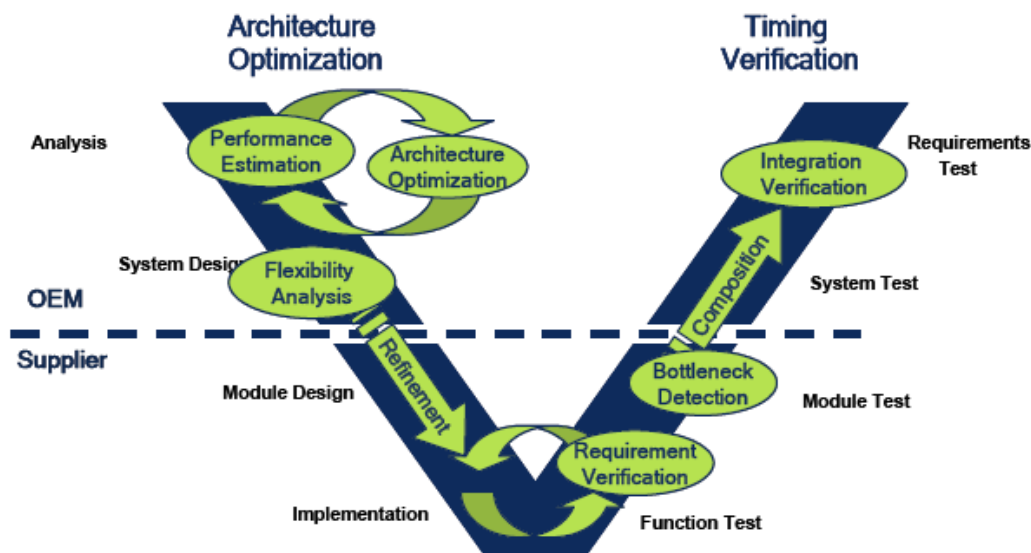 Architecture
Optimization
Timing
Verification
Analysis
Performance
Estimation
Architecture
Optimization
Integration
Verification
Requirements
Test
System Design
Flexibility
Analysis
Composition
System Test
OEM
Supplier
Refinement
Module Design
Bottleneck
Detection
Module Test
Requirement
Verification
Implementation
Function Test